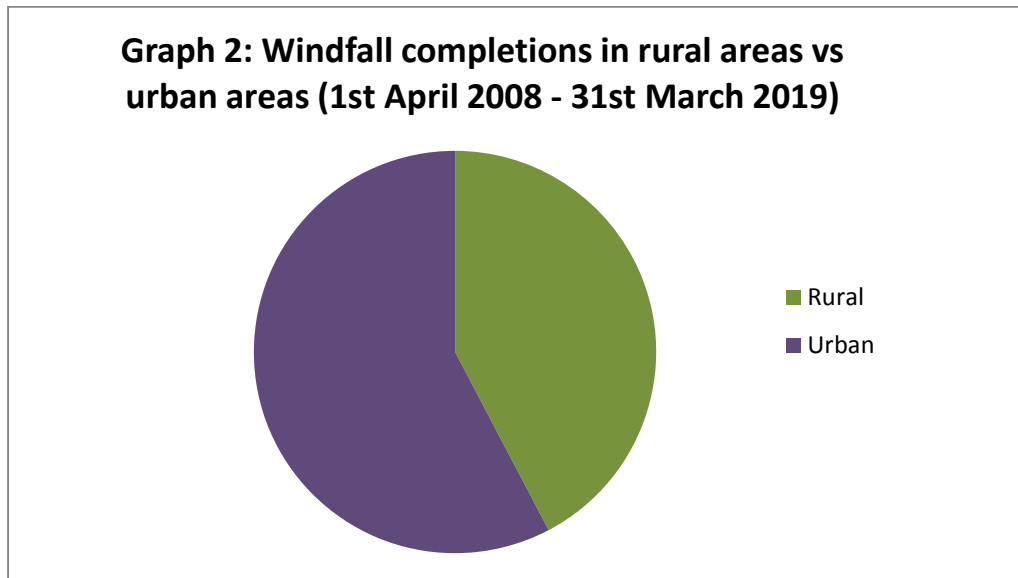 Graph 2: Windfall completions in rural areas vs
urban areas (1st April 2008 - 31st March 2019)
Rural
Urban